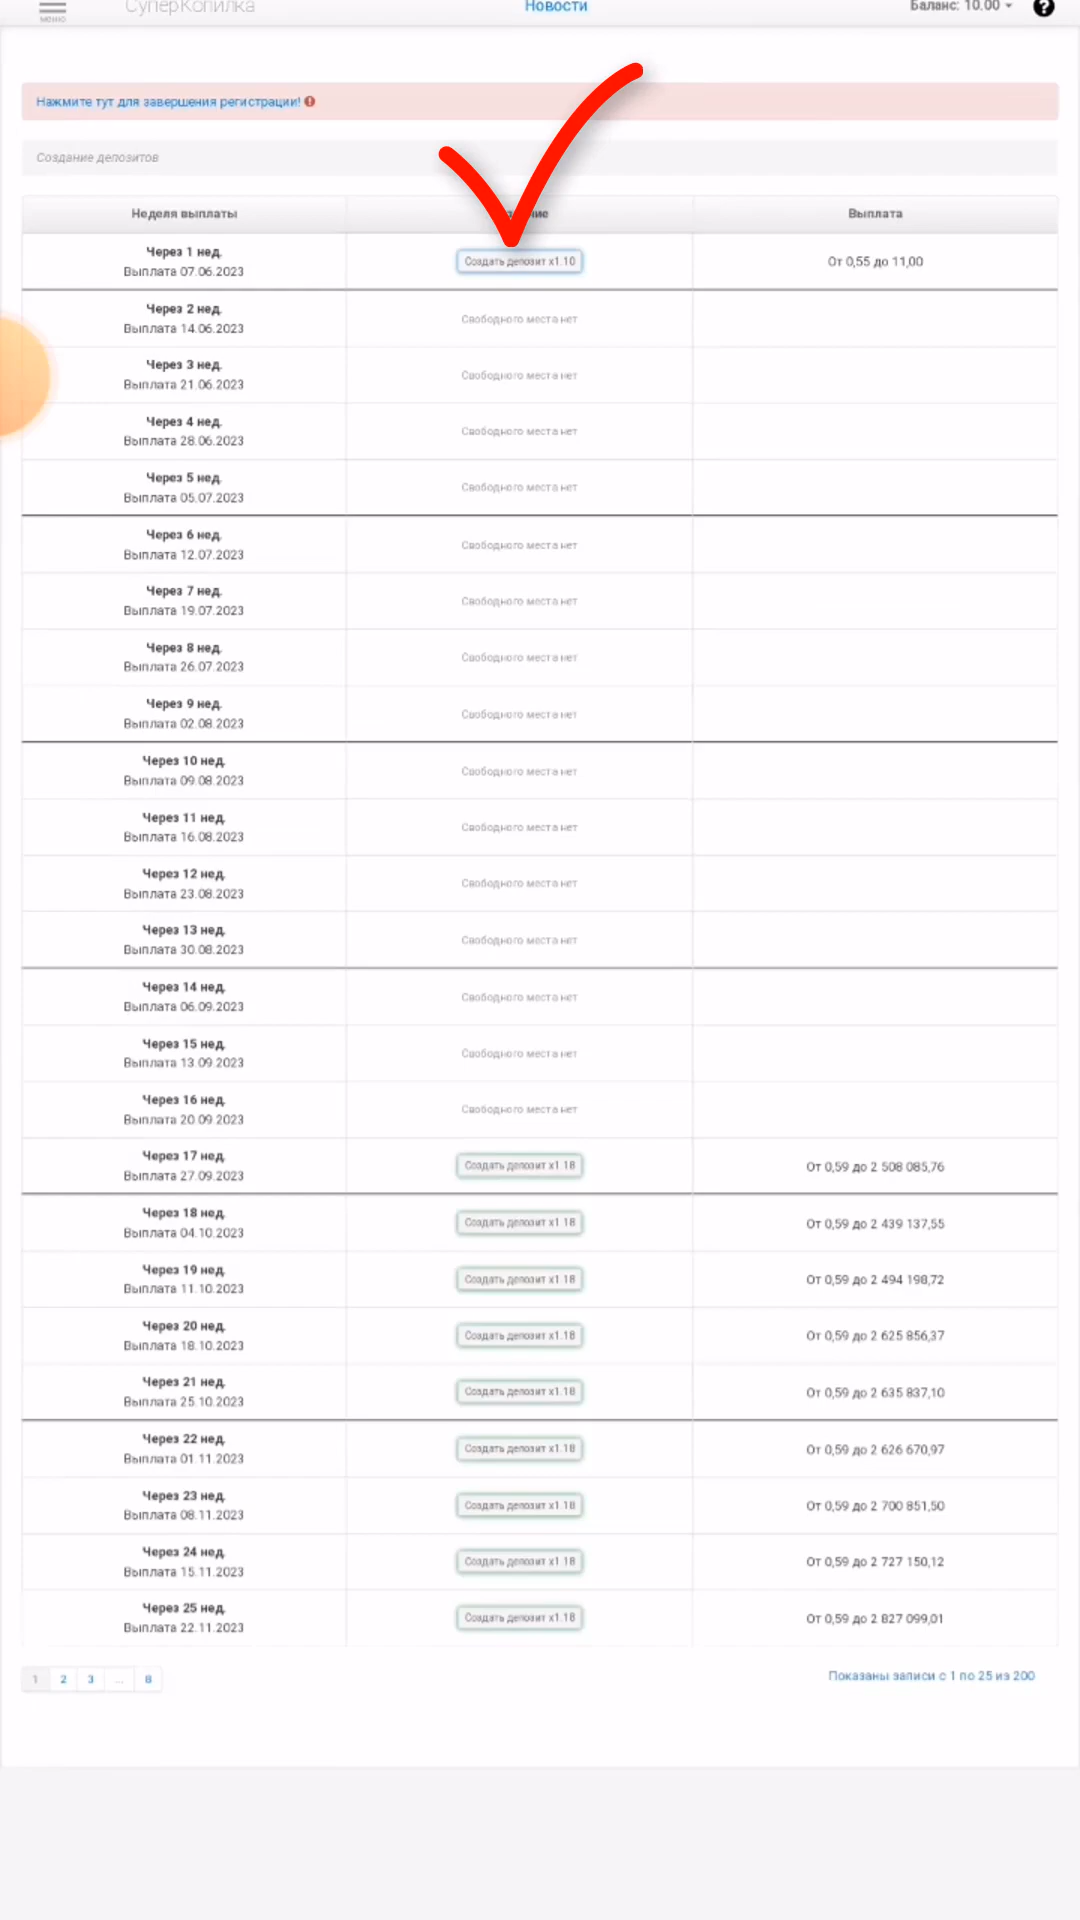 меню
СуперКопилка
Новости
Баланс: 10.00
Нажмите тут для завершения регистрации!
Создание депозитов
Неделя выплаты
Выплата
Через 1 нед.
Выплата 07.06.2023
Создать депозит x1.10
От 0,55 до 11,00
Через 2 нед.
Выплата 14.06.2023
Свободного места нет
Через 3 нед.
Выплата 21.06.2023
Свободного места нет
Через 4 нед.
Выплата 28.06.2023
Свободного места нет
Через 5 нед.
Выплата 05.07.2023
Свободного места нет
Через 6 нед.
Выплата 12.07.2023
Свободного места нет
Через 7 нед.
Выплата 19.07.2023
Свободного места нет
Через 8 нед.
Выплата 26.07.2023
Свободного места нет
Через 9 нед.
Выплата 02.08.2023
Свободного места нет
Через 10 нед.
Выплата 09.08.2023
Свободного места нет
Через 11 нед.
Выплата 16.08.2023
Свободного места нет
Через 12 нед.
Выплата 23.08.2023
Свободного места нет
Через 13 нед.
Выплата 30.08.2023
Свободного места нет
Через 14 нед.
Выплата 06.09.2023
Свободного места нет
Через 15 нед.
Выплата 13.09.2023
Свободного места нет
Через 16 нед.
Выплата 20.09.2023
Свободного места нет
Через 17 нед.
Выплата 27.09.2023
Создать депозит x1.18
От 0,59 до 2 508 085,76
Через 18 нед.
Выплата 04.10.2023
Создать депозит x1.18
От 0,59 до 2 439 137,55
Через 19 нед.
Выплата 11.10.2023
Создать депозит x1.18
От 0,59 до 2 494 198,72
Через 20 нед.
Выплата 18.10.2023
Создать депозит x1.18
От 0,59 до 2 625 856,37
Через 21 нед.
Выплата 25.10.2023
Создать депозит x1.18
От 0,59 до 2 635 837,10
Через 22 нед.
Выплата 01.11.2023
Создать депозит x1.18
От 0,59 до 2 626 670,97
Через 23 нед.
Выплата 08.11.2023
Создать депозит x1.18
От 0,59 до 2 700 851,50
Через 24 нед.
Выплата 15.11.2023
Создать депозит x1.18
От 0,59 до 2 727 150,12
Через 25 нед.
Выплата 22.11.2023
Создать депозит x1.18
От 0,59 до 2 827 099,01
1 2 3 ... 8
Показаны записи с 1 по 25 из 200